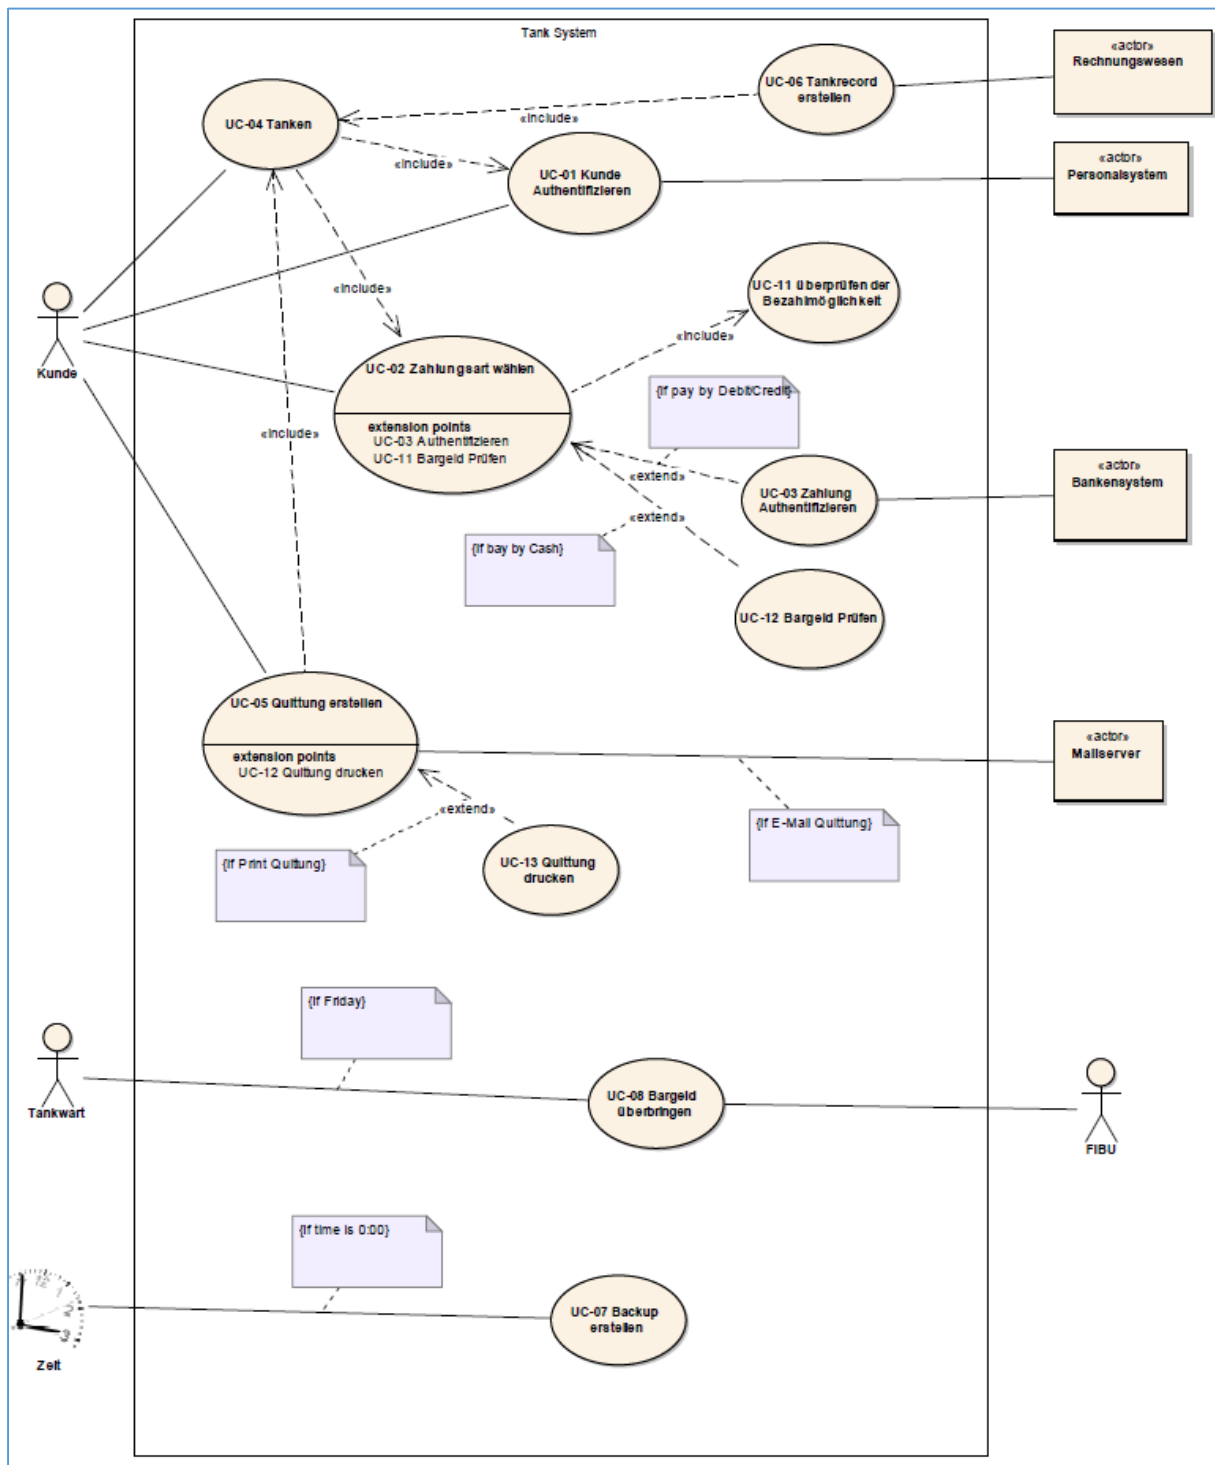 Tank System
«actor»
Rechnungswesen
UC-06 Tankrecord
erstellen
UC-04 Tanken
«include»
«include»
UC-01 Kunde
Authentifizieren
«actor»
Personalsystem
«include»
UC-11 überprüfen der
Bezahlmöglichkeit
«include»
Kunde
UC-02 Zahlungsart wählen
extension points
UC-03 Authentifizieren
UC-11 Bargeld Prüfen
{If pay by Debit/Credit}
«include»
«extend»
UC-03 Zahlung
Authentifizieren
«actor»
Bankensystem
«extend»
{If bay by Cash}
UC-12 Bargeld Prüfen
UC-05 Quittung erstellen
extension points
UC-12 Quittung drucken
«actor»
Mailserver
«extend»
{If E-Mail Quittung}
{If Print Quittung}
UC-13 Quittung
drucken
{If Friday}
Tankwart
UC-08 Bargeld
überbringen
FIBU
{If time is 0:00}
UC-07 Backup
erstellen
12
1
2
3
Zeit